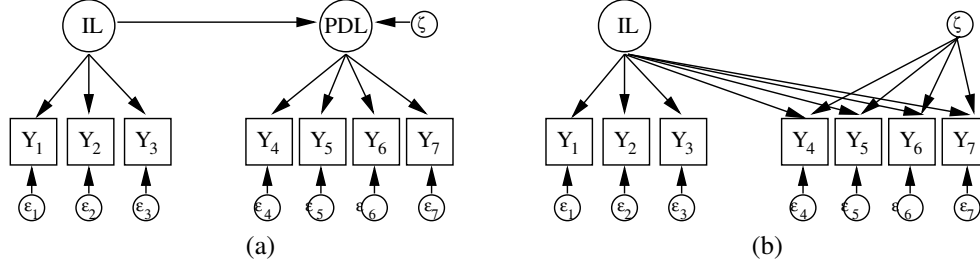 IL PDL ζ IL ζ
Y1 Y2 Y3 Y4 Y5 Y6 Y7 Y1 Y2 Y3 Y4 Y5 Y6 Y7
ε1 ε2 ε3 ε4 ε5 ε6 ε7 ε1 ε2 ε3 ε4 ε5 ε6 ε7
(a) (b)